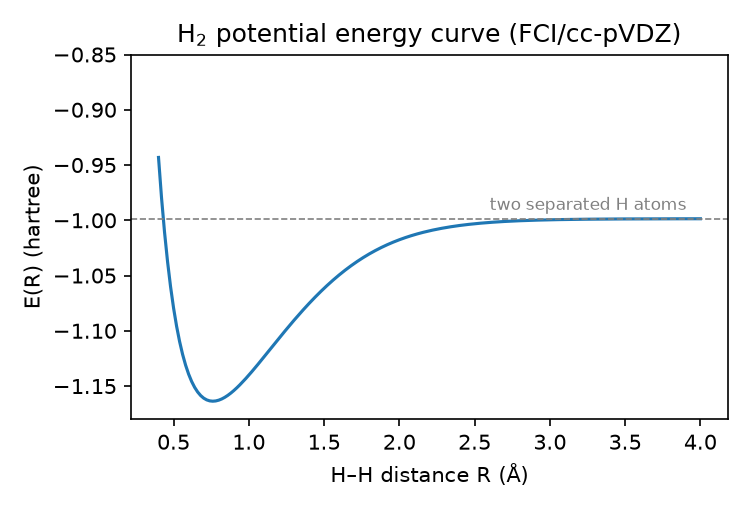 H₂ potential energy curve (FCI/cc-pVDZ)
−0.85
−0.90
−0.95
−1.00
−1.05
−1.10
−1.15
E(R) (hartree)
two separated H atoms
0.5 1.0 1.5 2.0 2.5 3.0 3.5 4.0
H–H distance R (Å)